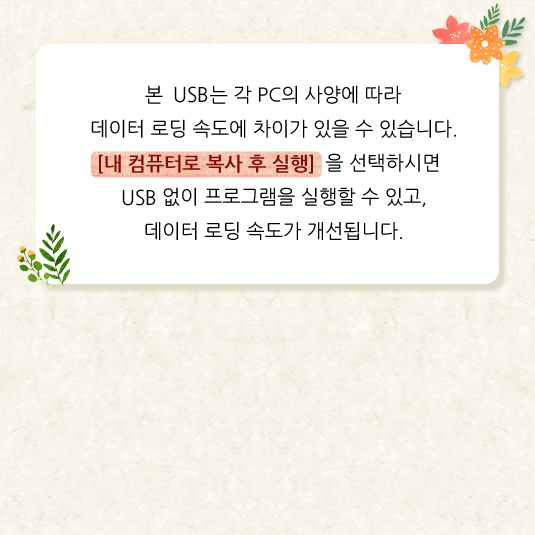 본 USB는 각 PC의 사양에 따라
데이터 로딩 속도에 차이가 있을 수 있습니다.
[내 컴퓨터로 복사 후 실행] 을 선택하시면
USB 없이 프로그램을 실행할 수 있고,
데이터 로딩 속도가 개선됩니다.